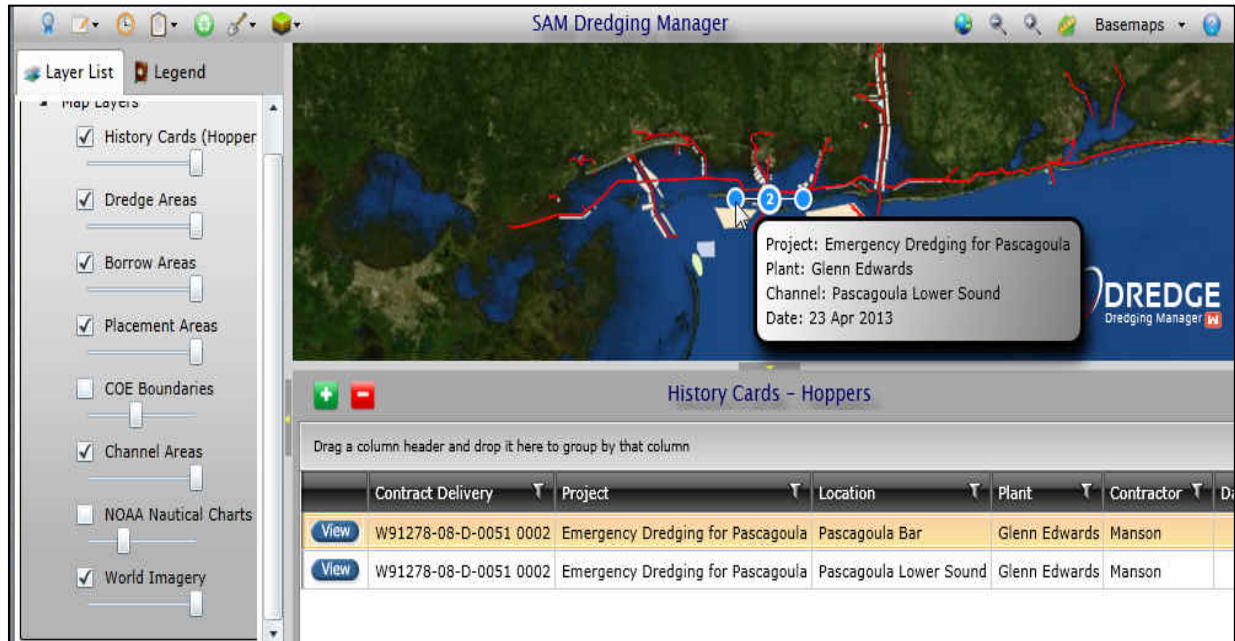 SAM Dredging Manager
Basemaps
Layer List
Legend
Map Layers
History Cards (Hopper
Dredge Areas
Borrow Areas
Placement Areas
COE Boundaries
Channel Areas
NOAA Nautical Charts
World Imagery
2
Project: Emergency Dredging for Pascagoula
Plant: Glenn Edwards
Channel: Pascagoula Lower Sound
Date: 23 Apr 2013
DREDGE
Dredging Manager
History Cards – Hoppers
Drag a column header and drop it here to group by that column
Contract Delivery Project Location Plant Contractor Da
View W91278-08-D-0051 0002 Emergency Dredging for Pascagoula Pascagoula Bar Glenn Edwards Manson
View W91278-08-D-0051 0002 Emergency Dredging for Pascagoula Pascagoula Lower Sound Glenn Edwards Manson